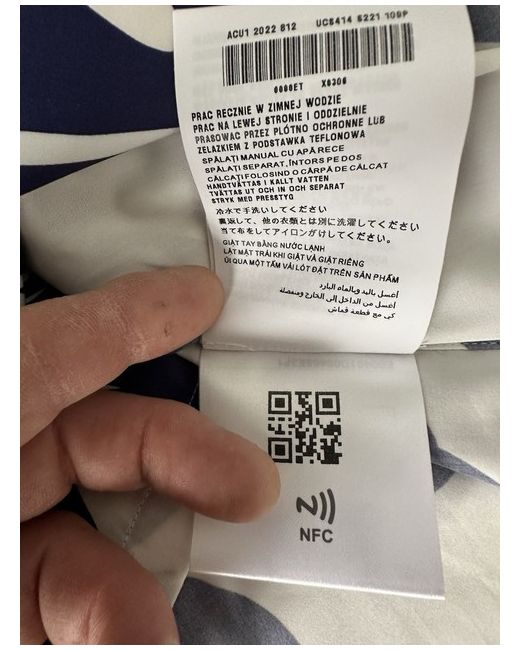 ACU1 2022 812 UCS414 5221 109P
0000ET X0306
PRAC RECZNIE W ZIMNEJ WODZIE
PRAC NA LEWEJ STRONIE I ODDZIELNIE
PRASOWAC PRZEZ PLÓTNO OCHRONNE LUB
ZELAZKIEM Z PODSTAWKA TEFLONOWA
SPĂLAȚI MANUAL CU APĂ RECE
SPĂLAȚI SEPARAT, ÎNTORS PE DOS
CĂLCAȚI FOLOSIND O CÂRPĂ DE CĂLCAT
HANDTVÄTTAS I KALLT VATTEN
TVÄTTAS UT OCH IN OCH SEPARAT
STRYK MED PRESSTYG
冷水で手洗いしてください
裏返して、他の衣類とは別に洗濯してください
当て布をしてアイロンがけしてください。
GIẶT TAY BẰNG NƯỚC LẠNH
LẬT MẶT TRÁI KHI GIẶT VÀ GIẶT RIÊNG
ỦI QUA MỘT TẤM VẢI LÓT ĐẶT TRÊN SẢN PHẨM
اغسل باليد وبالماء البارد
اغسل من الداخل إلى الخارج ومنفصلة
كي مع قطعة قماش
NFC